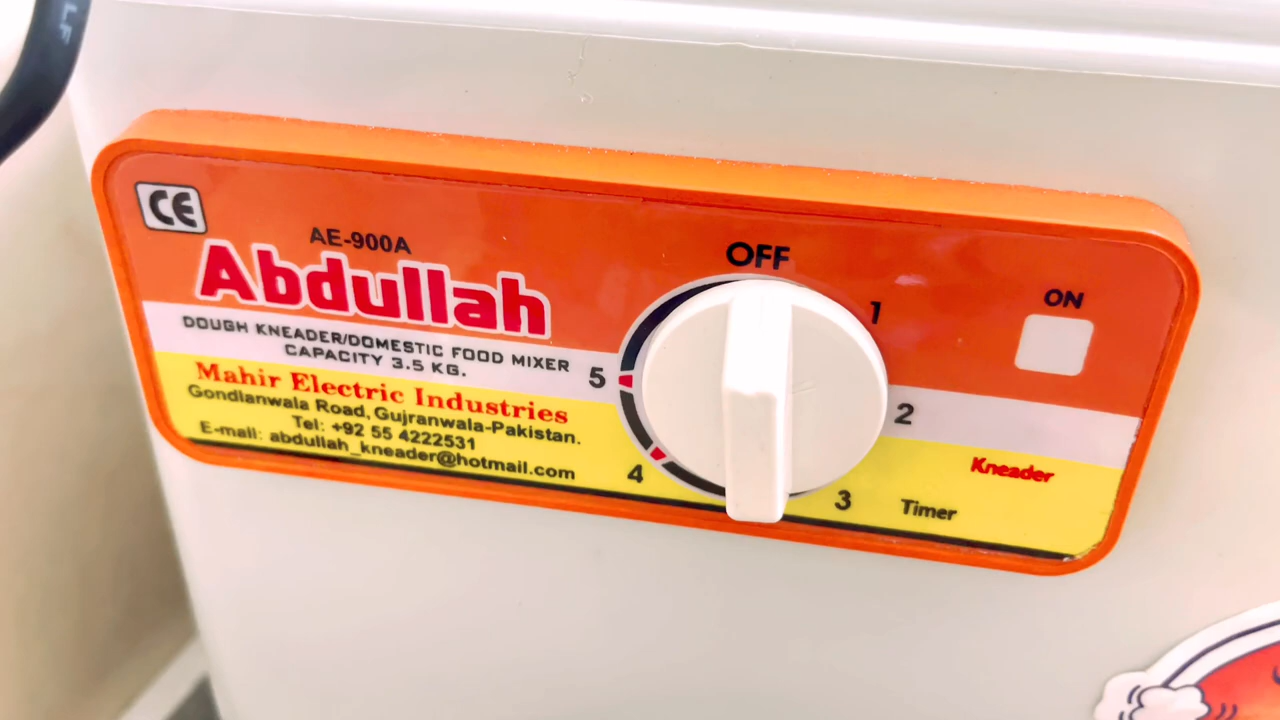 LF
CE
AE-900A
Abdullah
DOUGH KNEADER/DOMESTIC FOOD MIXER
CAPACITY 3.5 KG.
Mahir Electric Industries
Gondlanwala Road, Gujranwala-Pakistan.
Tel: +92 55 4222531
E-mail: abdullah_kneader@hotmail.com
OFF
1
2
3
4
5
Timer
ON
Kneader